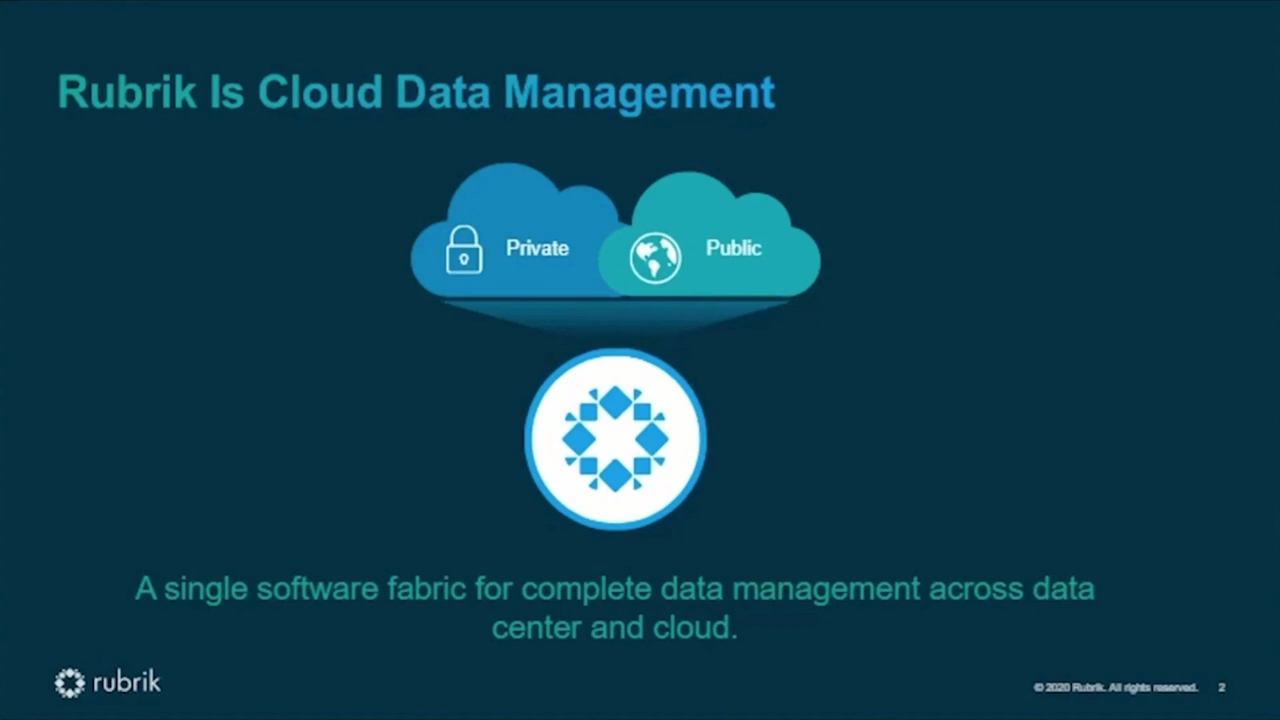 Rubrik Is Cloud Data Management
Private
Public
A single software fabric for complete data management across data
center and cloud.
rubrik
© 2020 Rubrik. All rights reserved.
2